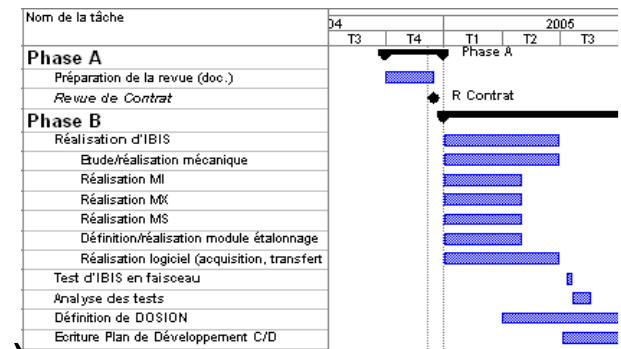 Nom de la tâche
04 2005
T3 T4 T1 T2 T3
Phase A Phase A
Préparation de la revue (doc.)
Revue de Contrat R Contrat
Phase B
Réalisation d'IBIS
Etude/réalisation mécanique
Réalisation MI
Réalisation MX
Réalisation MS
Définition/réalisation module étalonnage
Réalisation logiciel (acquisition, transfert
Test d'IBIS en faisceau
Analyse des tests
Définition de DOSION
Ecriture Plan de Développement C/D